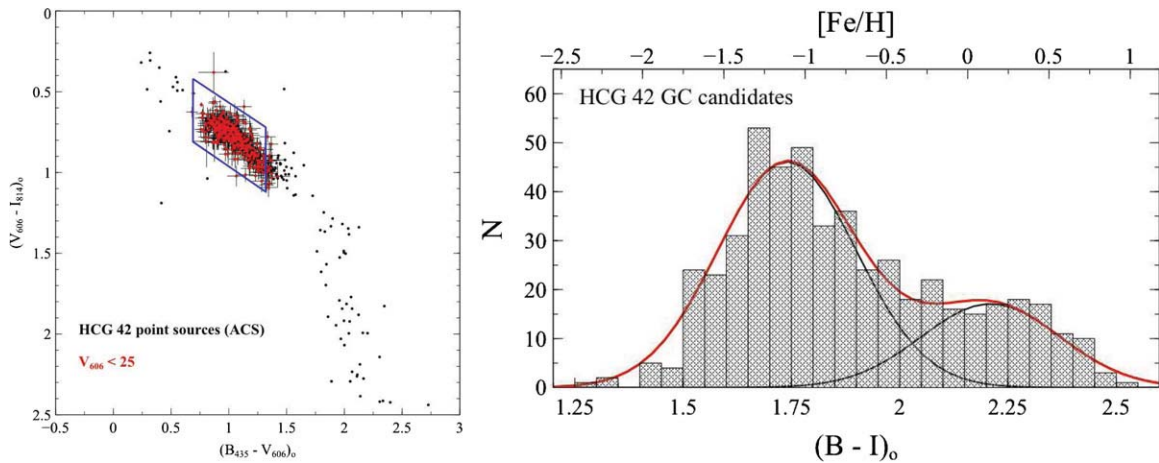 0
0.5
1
1.5
2
2.5
(V₆₀₆ - I₈₁₄)ₒ
HCG 42 point sources (ACS)
V₆₀₆ < 25
−0.5 0 0.5 1 1.5 2 2.5 3
(B₄₃₅ - V₆₀₆)ₒ
[Fe/H]
−2.5 −2 −1.5 −1 −0.5 0 0.5 1
HCG 42 GC candidates
60
50
40
30
20
10
0
N
1.25 1.5 1.75 2 2.25 2.5
(B - I)ₒ